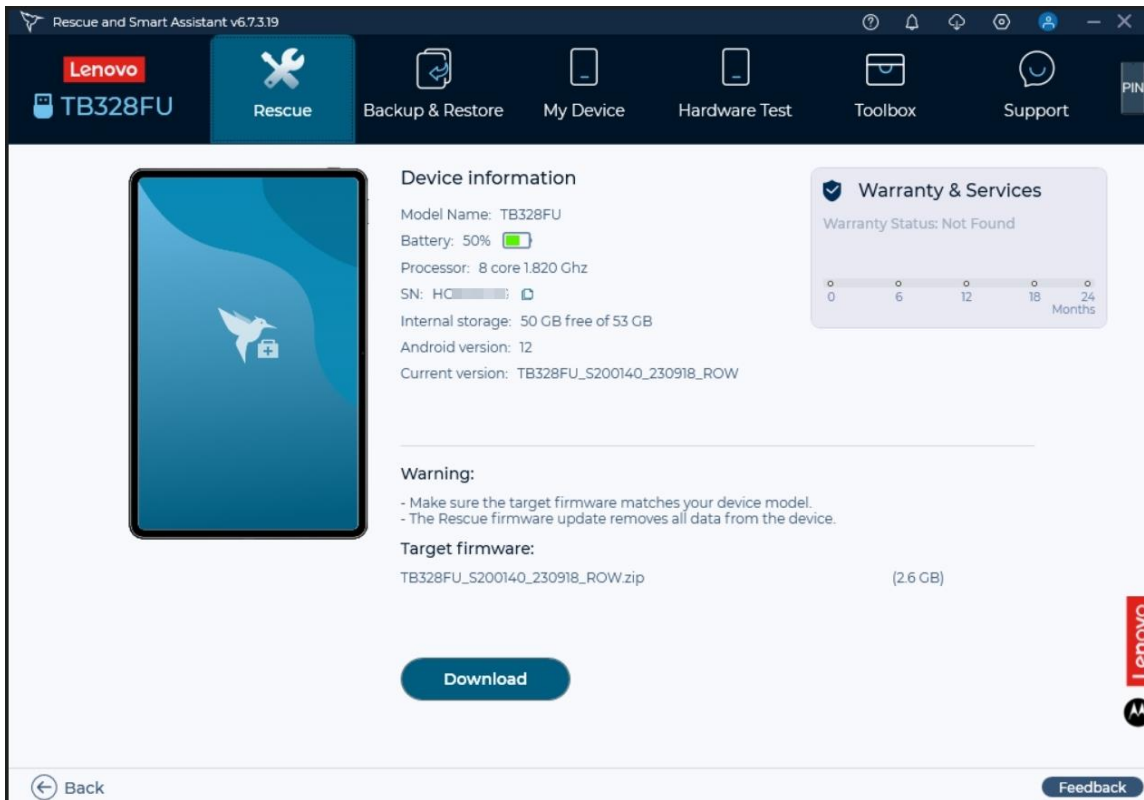 Rescue and Smart Assistant v6.7.3.19
Lenovo
TB328FU
Rescue
Backup & Restore
My Device
Hardware Test
Toolbox
Support
PIN
Device information
Model Name: TB328FU
Battery: 50%
Processor: 8 core 1.820 Ghz
SN: HC
Internal storage: 50 GB free of 53 GB
Android version: 12
Current version: TB328FU_S200140_230918_ROW
Warranty & Services
Warranty Status: Not Found
0 6 12 18 24
Months
Warning:
- Make sure the target firmware matches your device model.
- The Rescue firmware update removes all data from the device.
Target firmware:
TB328FU_S200140_230918_ROW.zip (2.6 GB)
Download
Lenovo
Back
Feedback